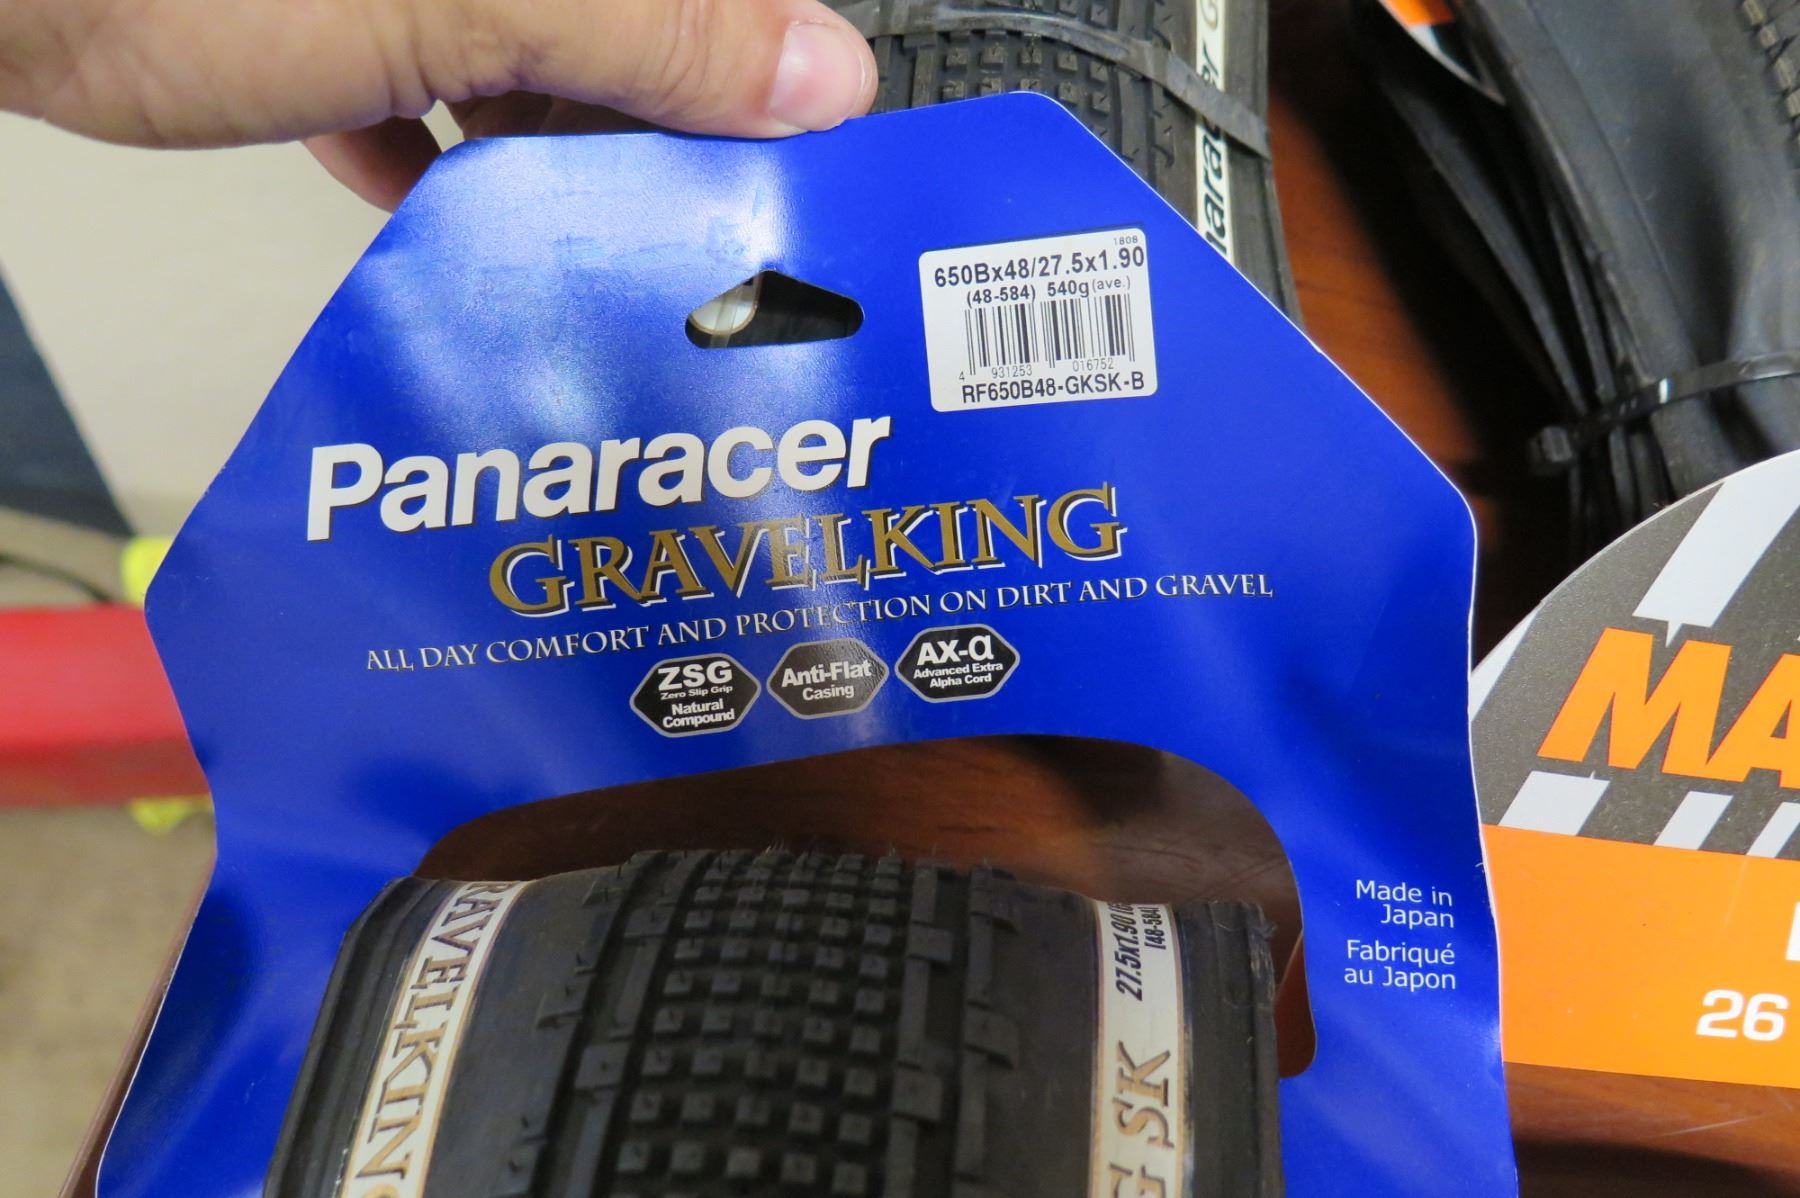 1808
650Bx48/27.5x1.90
(48-584) 540g(ave.)
4 931253 016752
RF650B48-GKSK-B
Panaracer
GRAVELKING
ALL DAY COMFORT AND PROTECTION ON DIRT AND GRAVEL
ZSG
Zero Slip Grip
Natural
Compound
Anti-Flat
Casing
AX-α
Advanced Extra
Alpha Cord
Made in
Japan
Fabriqué
au Japon
27.5x1.90
[48-584]
SK
26